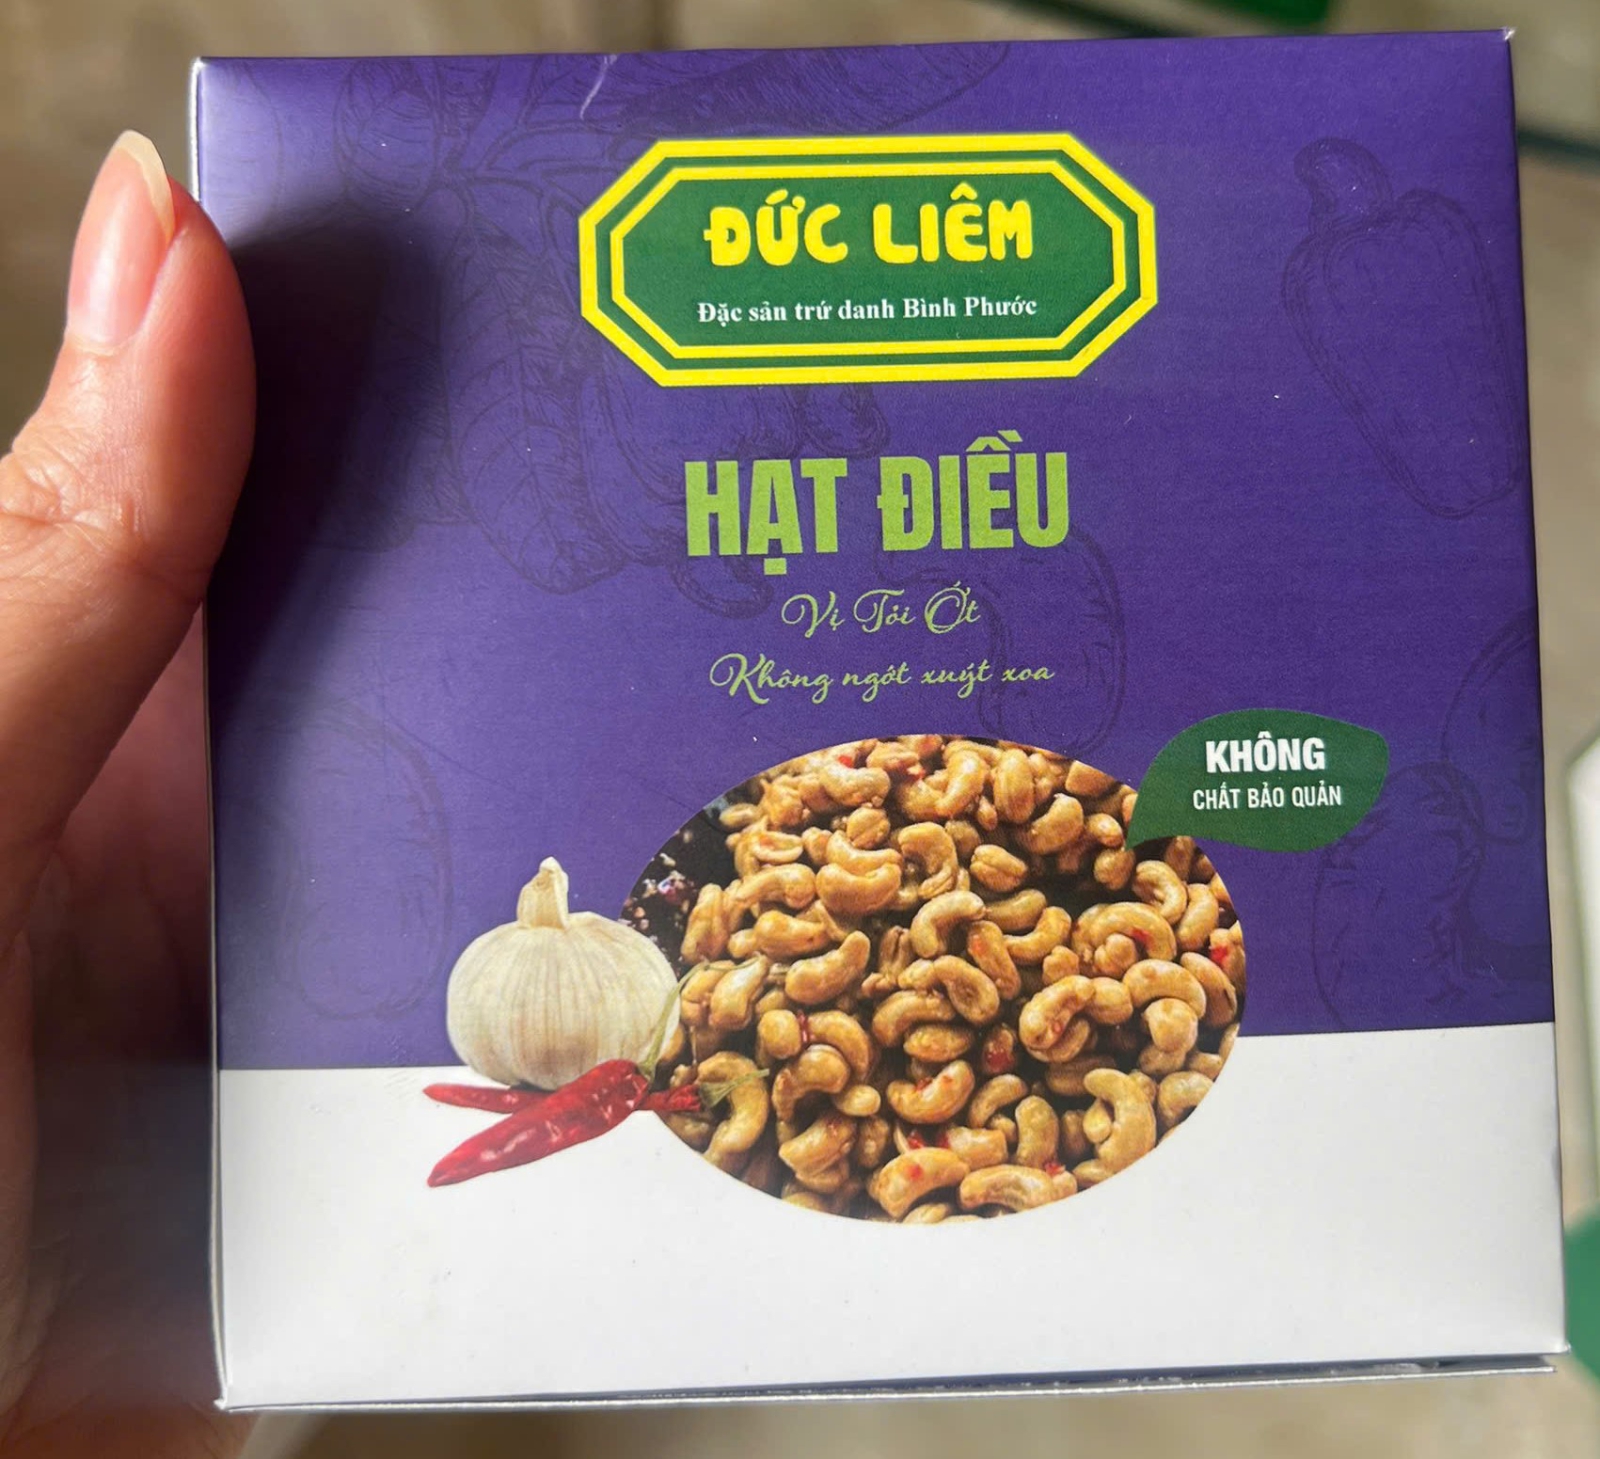 ĐỨC LIÊM
Đặc sản trứ danh Bình Phước
HẠT ĐIỀU
Vị Tỏi Ớt
Không ngớt xuýt xoa
KHÔNG
CHẤT BẢO QUẢN